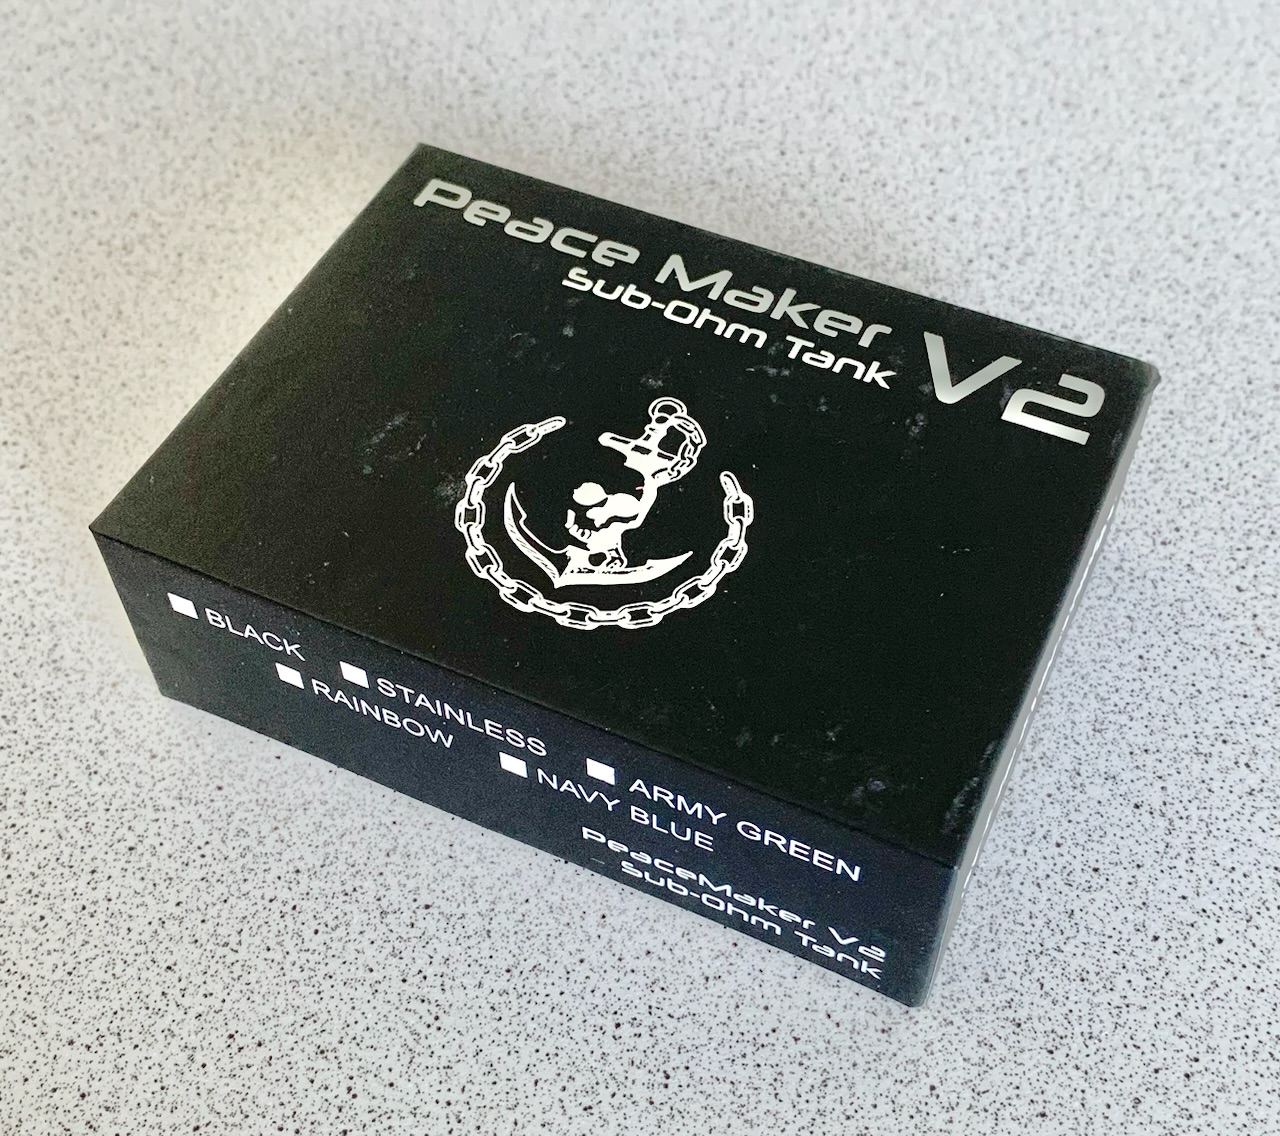 Peace Maker V2
Sub-Ohm Tank
BLACK STAINLESS ARMY GREEN
RAINBOW NAVY BLUE
PeaceMaker V2
Sub-Ohm Tank